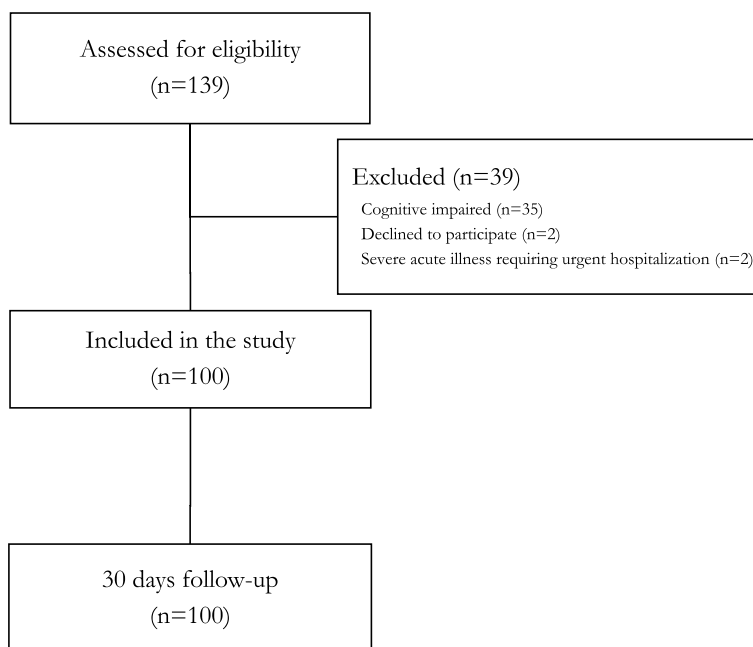 Assessed for eligibility
(n=139)
Excluded (n=39)
Cognitive impaired (n=35)
Declined to participate (n=2)
Severe acute illness requiring urgent hospitalization (n=2)
Included in the study
(n=100)
30 days follow-up
(n=100)